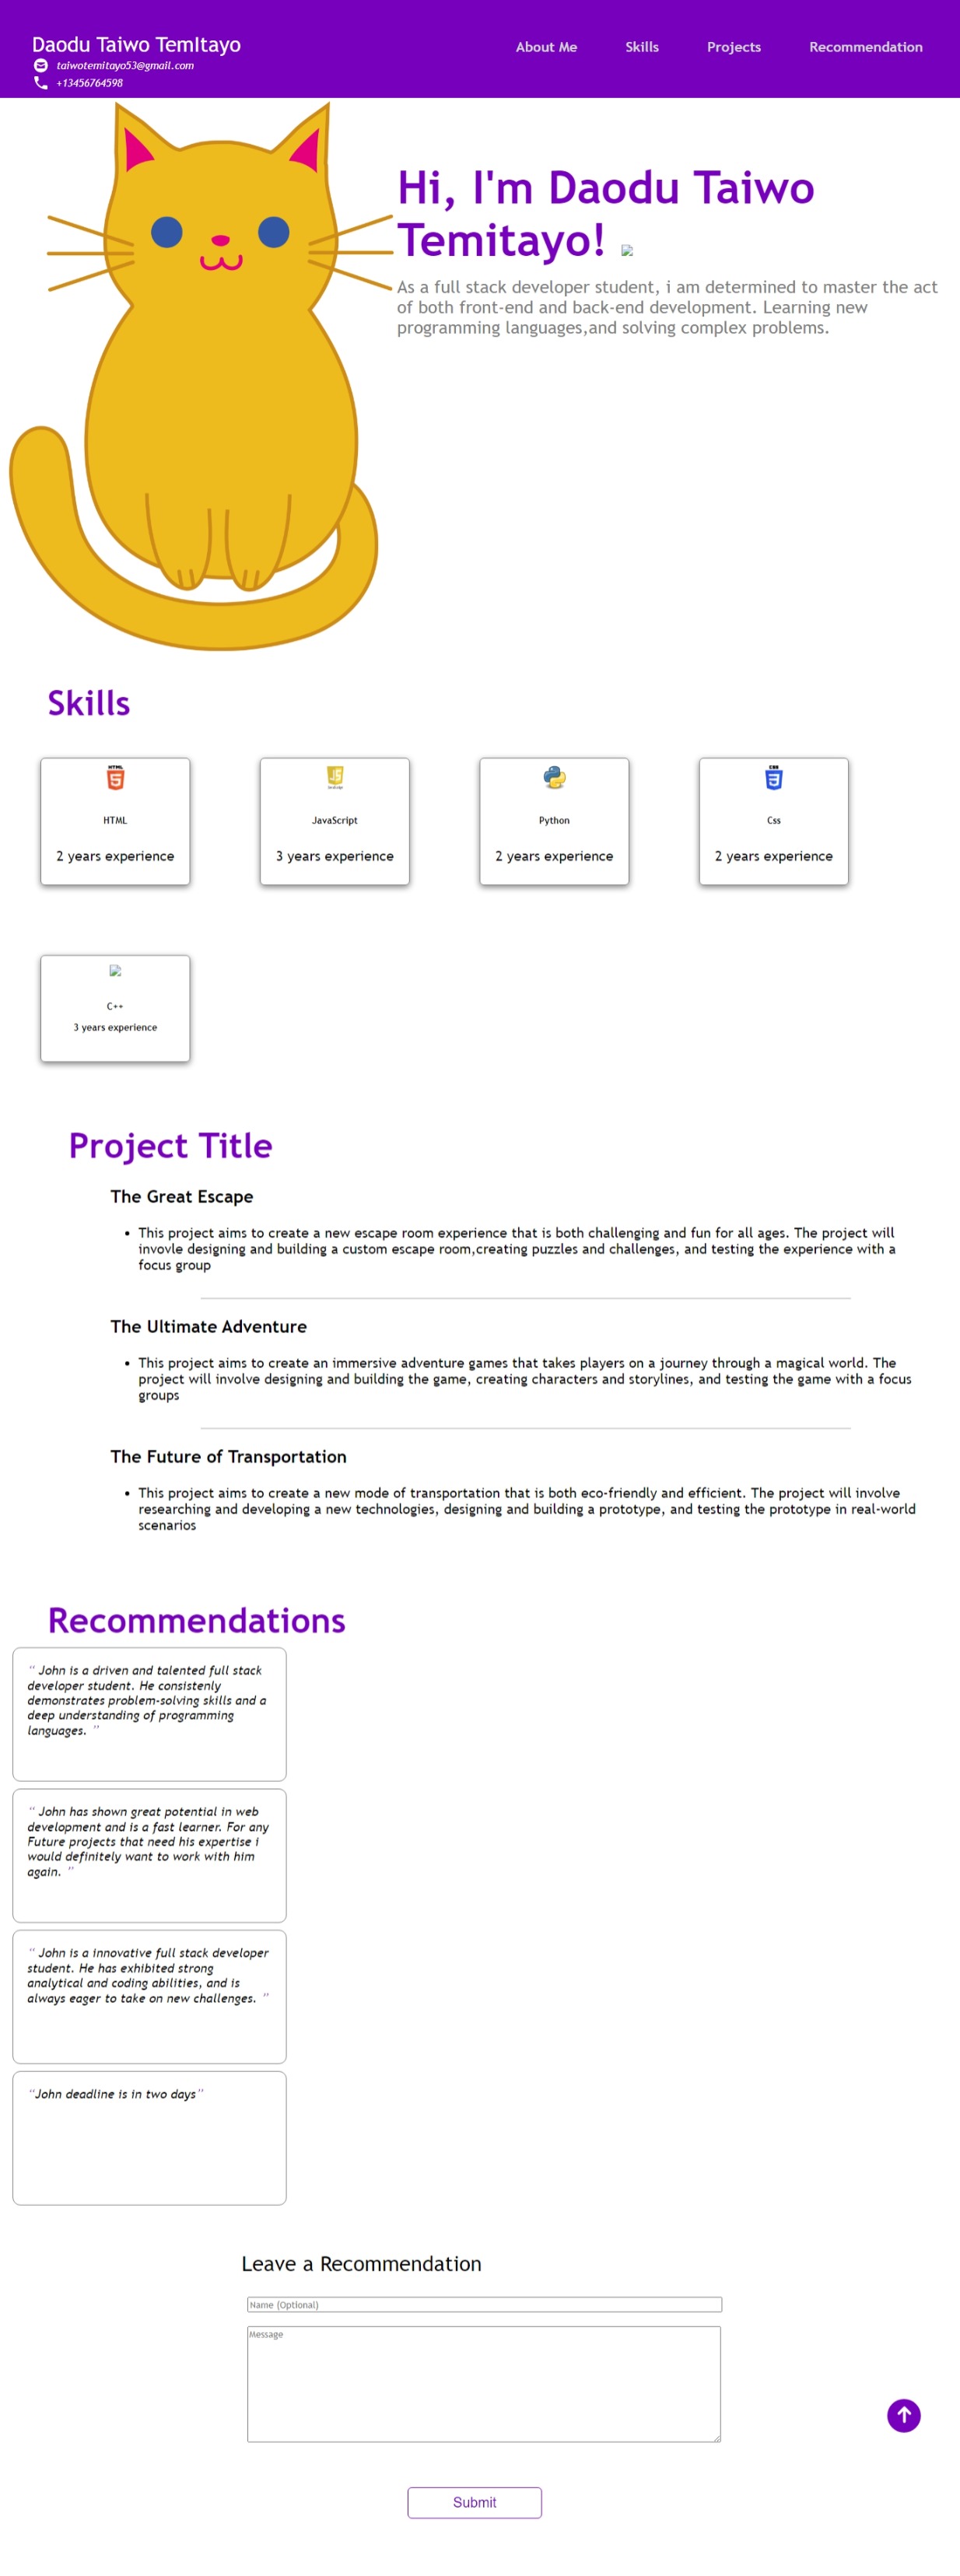 Daodu Taiwo TemItayo
taiwotemitayo53@gmail.com
+13456764598
About Me
Skills
Projects
Recommendation
Hi, I'm Daodu Taiwo
Temitayo!
As a full stack developer student, i am determined to master the act
of both front-end and back-end development. Learning new
programming languages,and solving complex problems.
Skills
HTML
5
HTML
2 years experience
JS
JavaScript
3 years experience
Python
2 years experience
CSS
3
Css
2 years experience
C++
3 years experience
Project Title
The Great Escape
• This project aims to create a new escape room experience that is both challenging and fun for all ages. The project will
invovle designing and building a custom escape room,creating puzzles and challenges, and testing the experience with a
focus group
The Ultimate Adventure
• This project aims to create an immersive adventure games that takes players on a journey through a magical world. The
project will involve designing and building the game, creating characters and storylines, and testing the game with a focus
groups
The Future of Transportation
• This project aims to create a new mode of transportation that is both eco-friendly and efficient. The project will involve
researching and developing a new technologies, designing and building a prototype, and testing the prototype in real-world
scenarios
Recommendations
“ John is a driven and talented full stack
developer student. He consistenly
demonstrates problem-solving skills and a
deep understanding of programming
languages. ”
“ John has shown great potential in web
development and is a fast learner. For any
Future projects that need his expertise i
would definitely want to work with him
again. ”
“ John is a innovative full stack developer
student. He has exhibited strong
analytical and coding abilities, and is
always eager to take on new challenges. ”
“John deadline is in two days”
Leave a Recommendation
Name (Optional)
Message
Submit